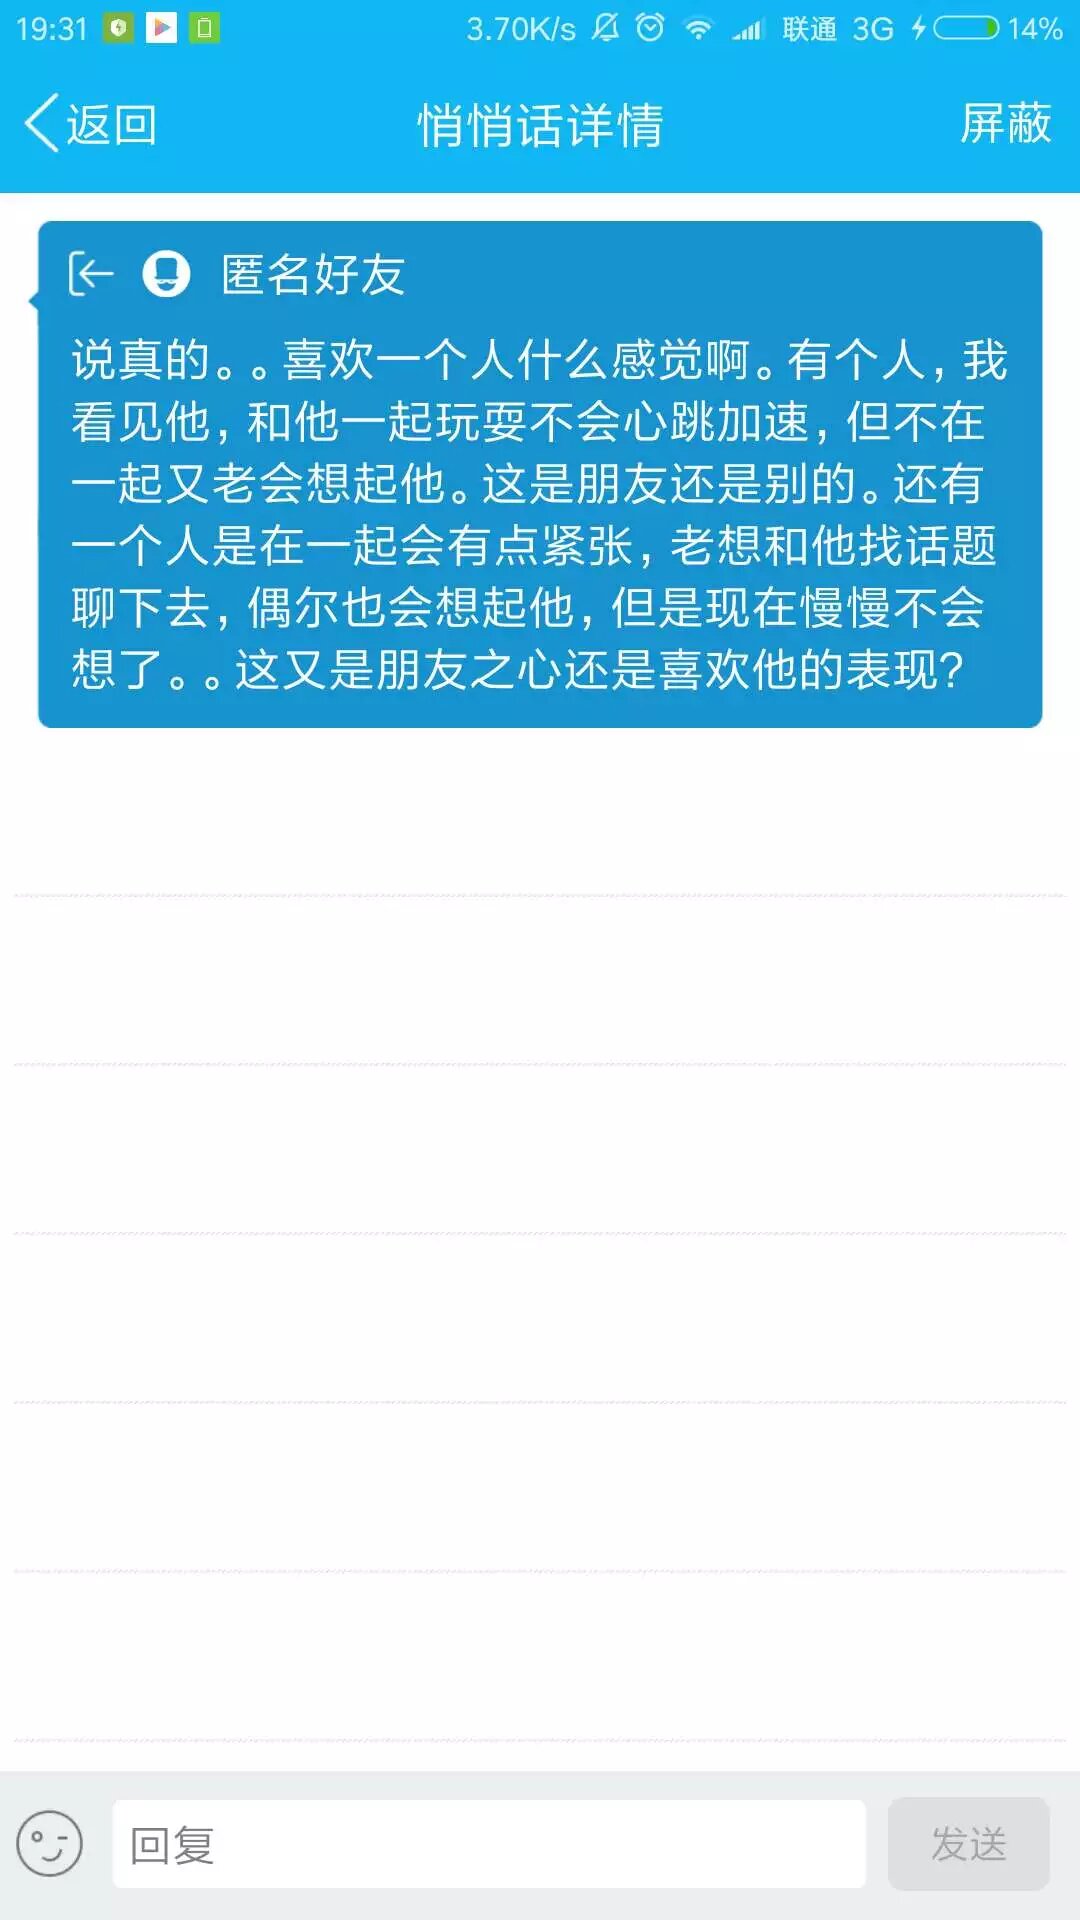 19:31 3.70K/s 联通 3G 14%
返回 悄悄话详情 屏蔽
匿名好友
说真的。。喜欢一个人什么感觉啊。有个人，我
看见他，和他一起玩耍不会心跳加速，但不在
一起又老会想起他。这是朋友还是别的。还有
一个人是在一起会有点紧张，老想和他找话题
聊下去，偶尔也会想起他，但是现在慢慢不会
想了。。这又是朋友之心还是喜欢他的表现？
回复 发送